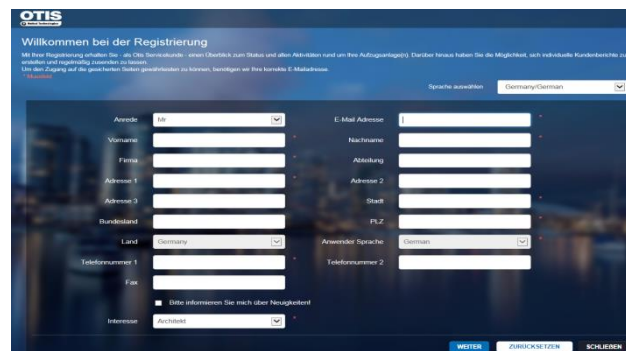 OTIS
Willkommen bei der Registrierung
Mit Ihrer Registrierung erhalten Sie - als Otis Servicekunde - einen Überblick zum Status und allen Aktivitäten rund um Ihre Aufzugsanlage(n). Darüber hinaus haben Sie die Möglichkeit, sich individuelle Kundenberichte zu
erstellen und regelmäßig zusenden zu lassen.
Um den Zugang auf die gesicherten Seiten gewährleisten zu können, benötigen wir Ihre korrekte E-Mailadresse.
Sprache auswählen Germany/German
Anrede Mr E-Mail Adresse *
Vorname * Nachname *
Firma * Abteilung
Adresse 1 * Adresse 2
Adresse 3 Stadt *
Bundesland PLZ *
Land Germany Anwender Sprache German *
Telefonnummer 1 * Telefonnummer 2
Fax
Bitte informieren Sie mich über Neuigkeiten!
Interesse Architekt *
WEITER ZURÜCKSETZEN SCHLIEßEN